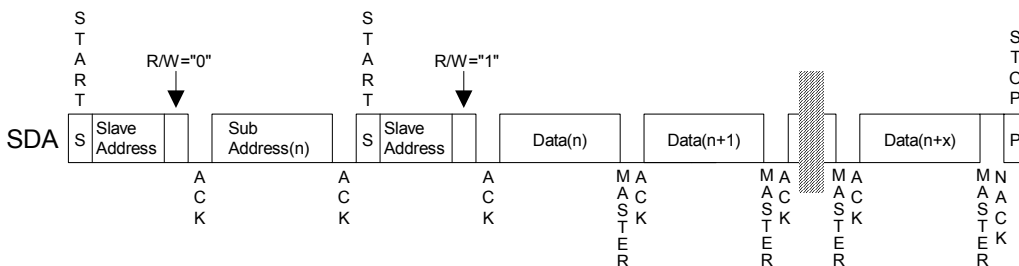 START
START
STOP
R/W="0"
R/W="1"
SDA
S
Slave
Address
Sub
Address(n)
S
Slave
Address
Data(n)
Data(n+1)
Data(n+x)
P
ACK
ACK
ACK
MASTER
ACK
MASTER
ACK
MASTER
ACK
MASTER
NACK